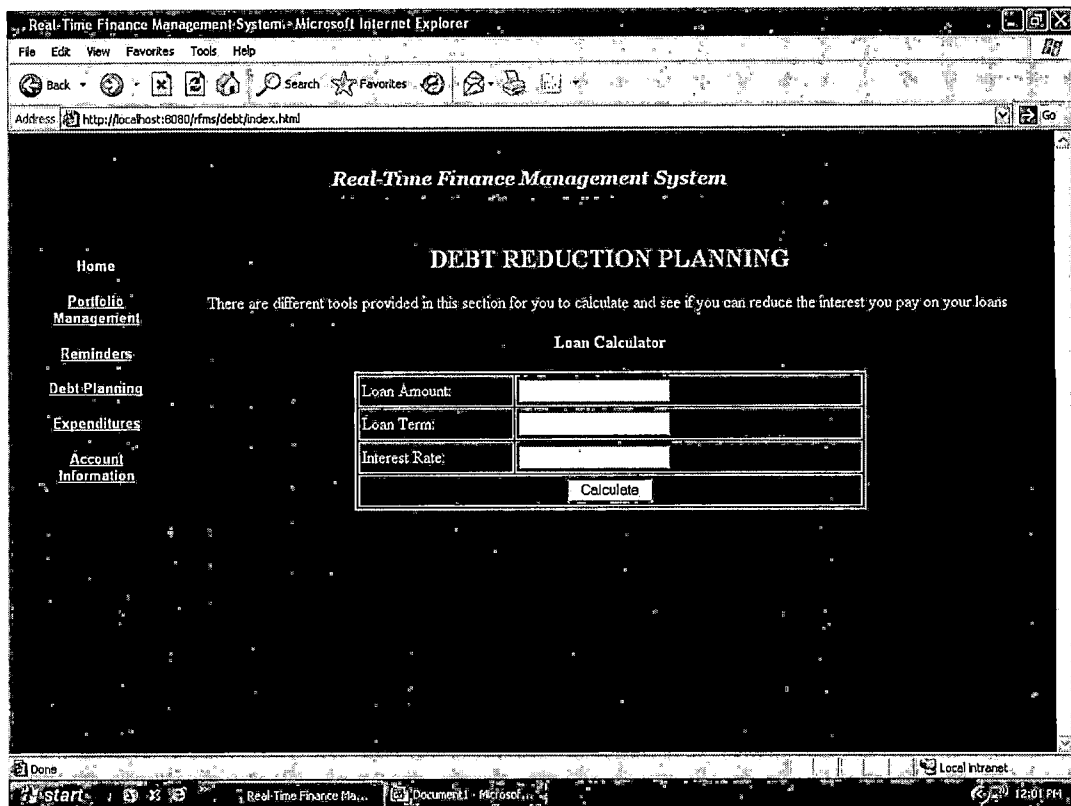 Real-Time Finance Management System - Microsoft Internet Explorer
File Edit View Favorites Tools Help
Back Search Favorites
Address http://localhost:8080/rfms/debt/index.html Go
Real-Time Finance Management System
Home
Portfolio
Management
Reminders
Debt Planning
Expenditures
Account
Information
DEBT REDUCTION PLANNING
There are different tools provided in this section for you to calculate and see if you can reduce the interest you pay on your loans
Loan Calculator
Loan Amount:
Loan Term:
Interest Rate:
Calculate
Done Local intranet
start Real-Time Finance Ma... Document1 - Microsof... 12:01 PM